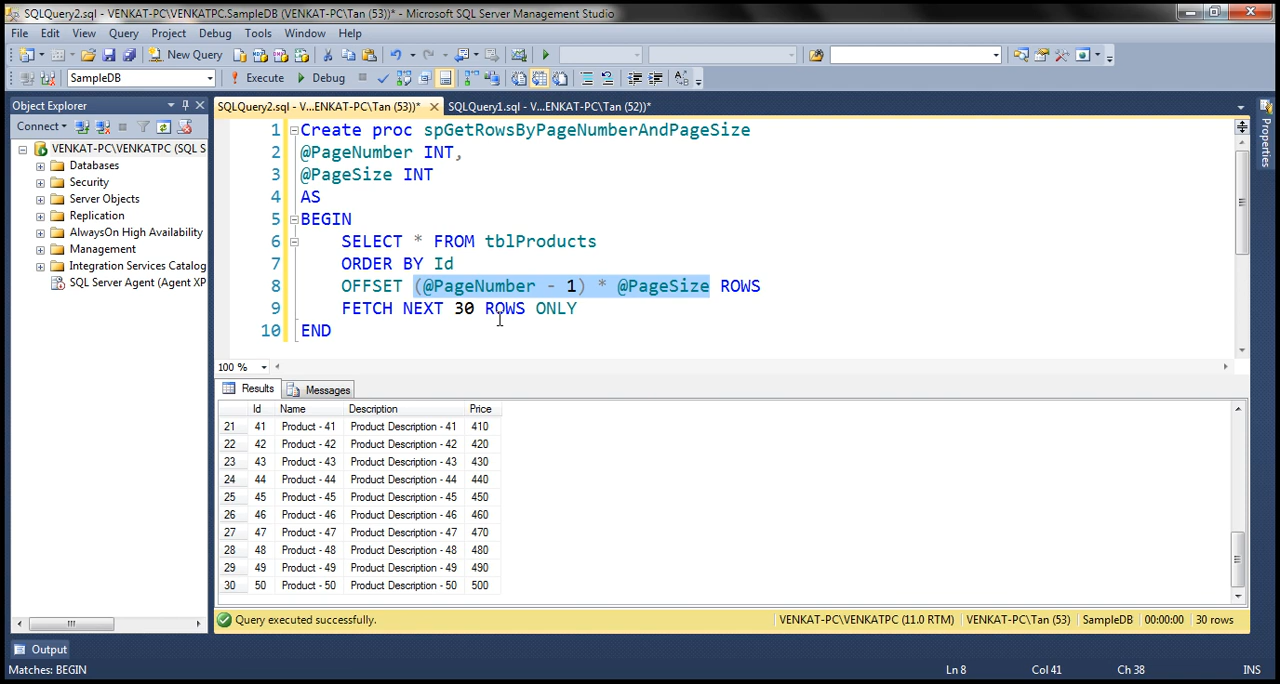 SQLQuery2.sql - VENKAT-PC\VENKATPC.SampleDB (VENKAT-PC\Tan (53))* - Microsoft SQL Server Management Studio
File Edit View Query Project Debug Tools Window Help
New Query
SampleDB Execute Debug
Object Explorer
SQLQuery2.sql - V...ENKAT-PC\Tan (53))* SQLQuery1.sql - V...ENKAT-PC\Tan (52))*
Properties
Connect
VENKAT-PC\VENKATPC (SQL S
Databases
Security
Server Objects
Replication
AlwaysOn High Availability
Management
Integration Services Catalog
SQL Server Agent (Agent XP
1 Create proc spGetRowsByPageNumberAndPageSize
2 @PageNumber INT,
3 @PageSize INT
4 AS
5 BEGIN
6 SELECT * FROM tblProducts
7 ORDER BY Id
8 OFFSET (@PageNumber - 1) * @PageSize ROWS
9 FETCH NEXT 30 ROWS ONLY
10 END
100 %
Results Messages
Id Name Description Price
21 41 Product - 41 Product Description - 41 410
22 42 Product - 42 Product Description - 42 420
23 43 Product - 43 Product Description - 43 430
24 44 Product - 44 Product Description - 44 440
25 45 Product - 45 Product Description - 45 450
26 46 Product - 46 Product Description - 46 460
27 47 Product - 47 Product Description - 47 470
28 48 Product - 48 Product Description - 48 480
29 49 Product - 49 Product Description - 49 490
30 50 Product - 50 Product Description - 50 500
Query executed successfully. VENKAT-PC\VENKATPC (11.0 RTM) VENKAT-PC\Tan (53) SampleDB 00:00:00 30 rows
Output
Matches: BEGIN Ln 8 Col 41 Ch 38 INS